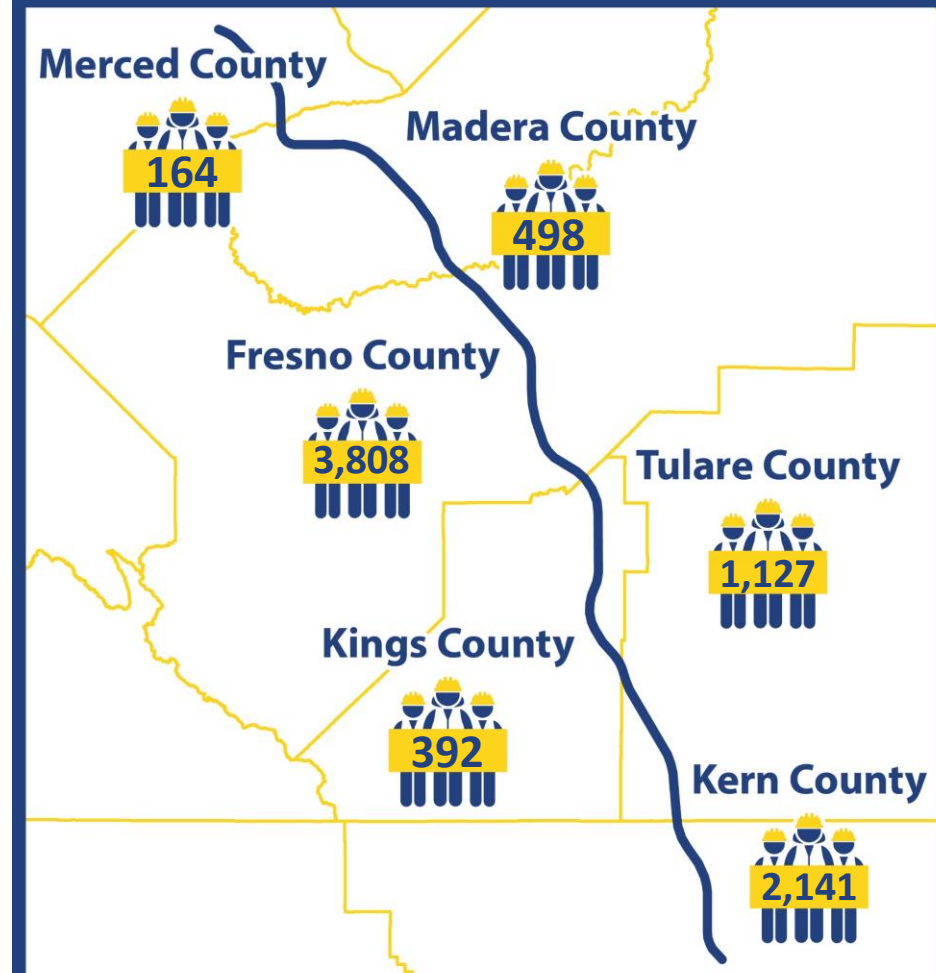 Merced County
164
Madera County
498
Fresno County
3,808
Tulare County
1,127
Kings County
392
Kern County
2,141